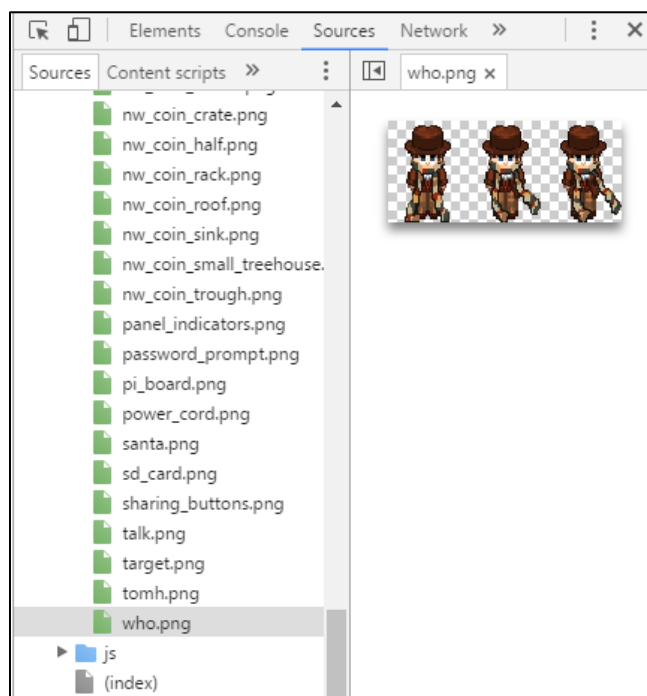 Elements Console Sources Network »
Sources Content scripts »
who.png ×
nw_coin_crate.png
nw_coin_half.png
nw_coin_rack.png
nw_coin_roof.png
nw_coin_sink.png
nw_coin_small_treehouse.
nw_coin_trough.png
panel_indicators.png
password_prompt.png
pi_board.png
power_cord.png
santa.png
sd_card.png
sharing_buttons.png
talk.png
target.png
tomh.png
who.png
js
(index)